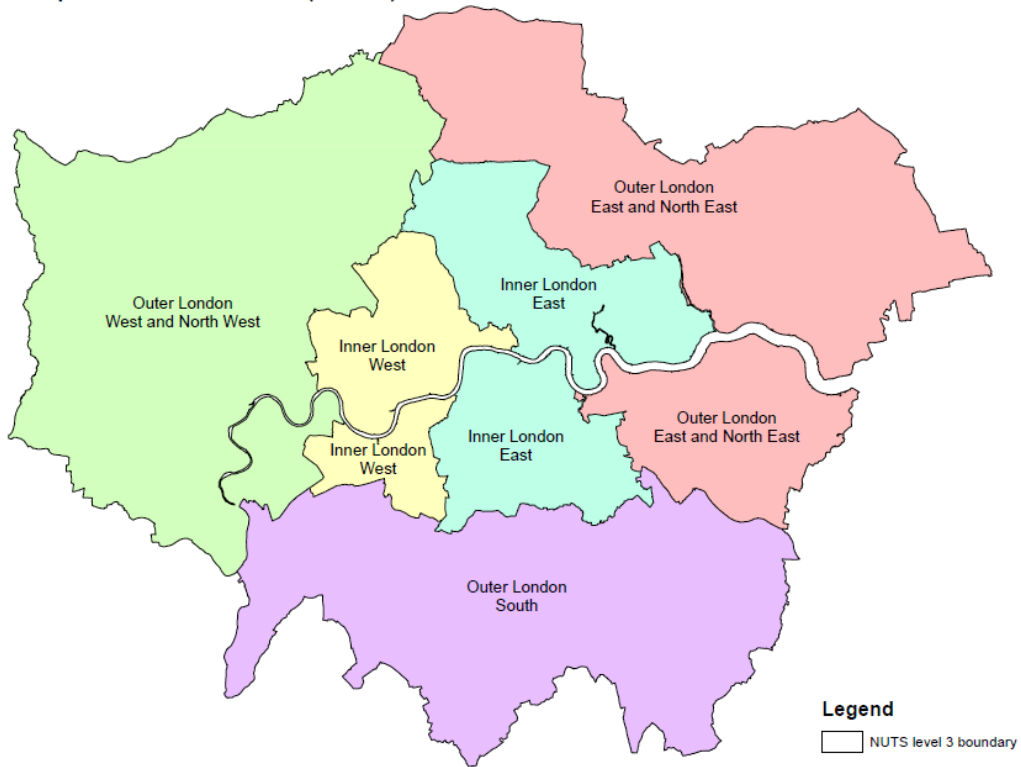 Outer London
East and North East
Inner London
East
Outer London
West and North West
Inner London
West
Outer London
East and North East
Inner London
East
Inner London
West
Outer London
South
Legend
NUTS level 3 boundary